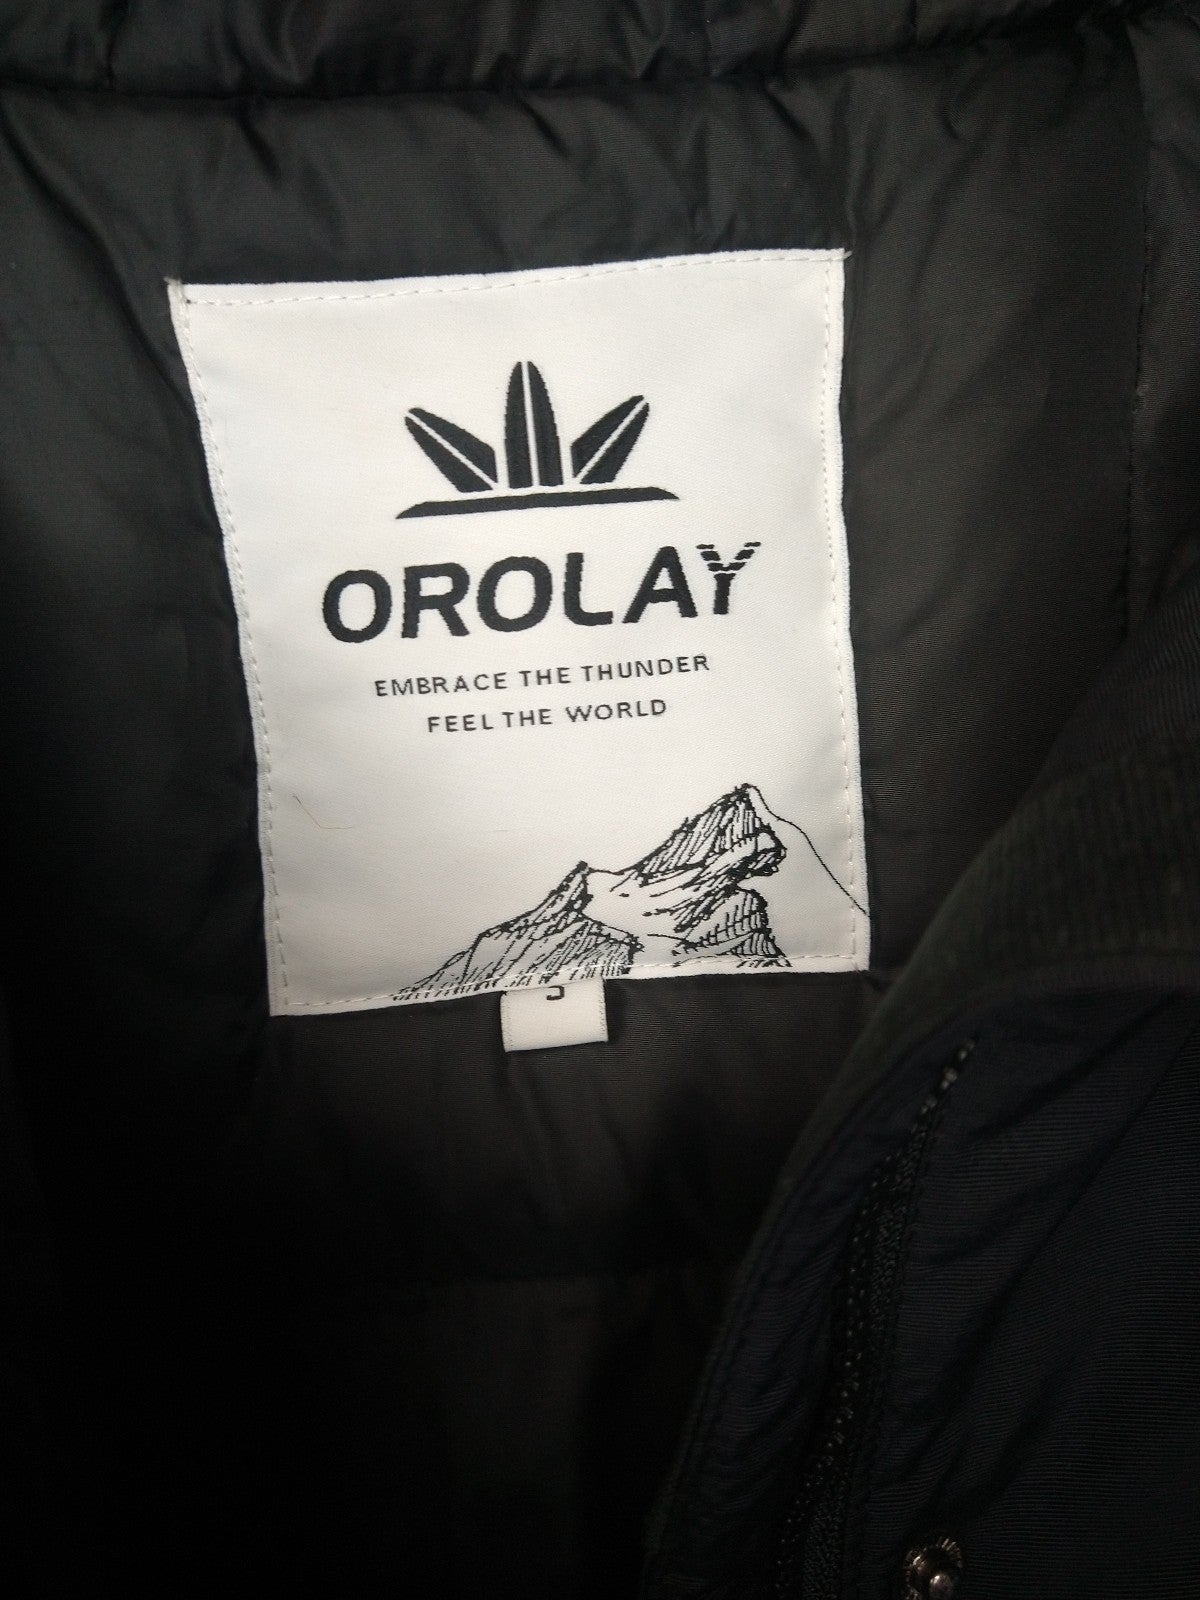 OROLAY
EMBRACE THE THUNDER
FEEL THE WORLD